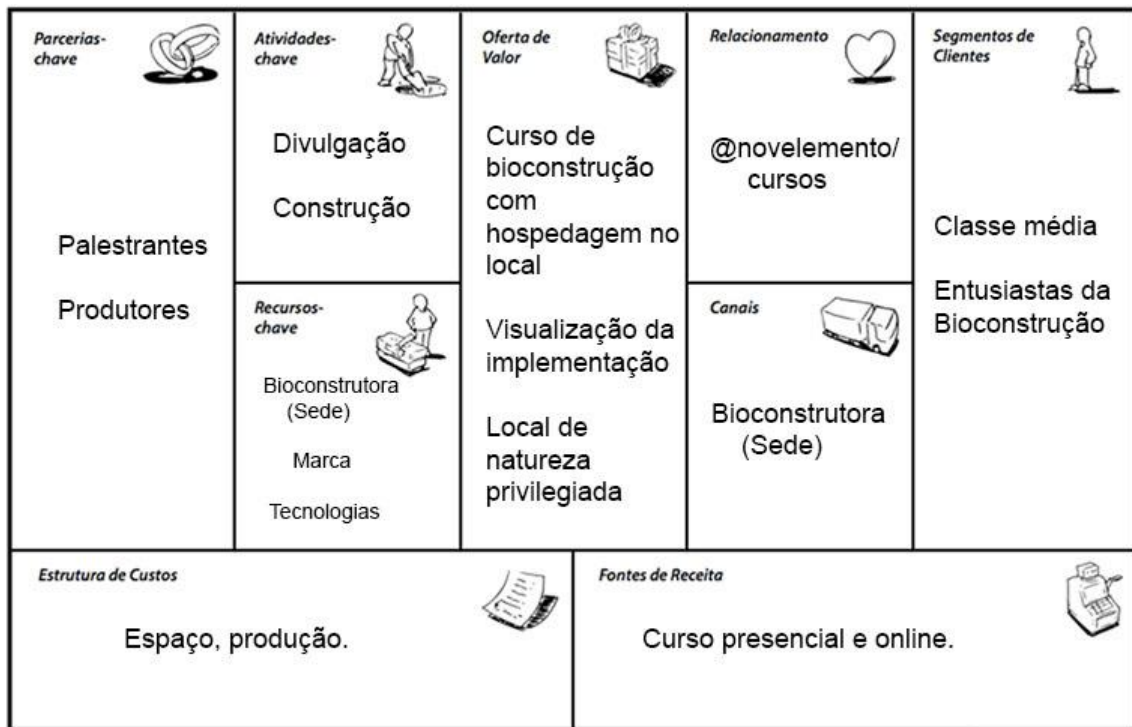 Parcerias-
chave
Palestrantes
Produtores
Atividades-
chave
Divulgação
Construção
Recursos-
chave
Bioconstrutora
(Sede)
Marca
Tecnologias
Oferta de
Valor
Curso de
bioconstrução
com
hospedagem no
local
Visualização da
implementação
Local de
natureza
privilegiada
Relacionamento
@novelemento/
cursos
Canais
Bioconstrutora
(Sede)
Segmentos de
Clientes
Classe média
Entusiastas da
Bioconstrução
Estrutura de Custos
Espaço, produção.
Fontes de Receita
Curso presencial e online.